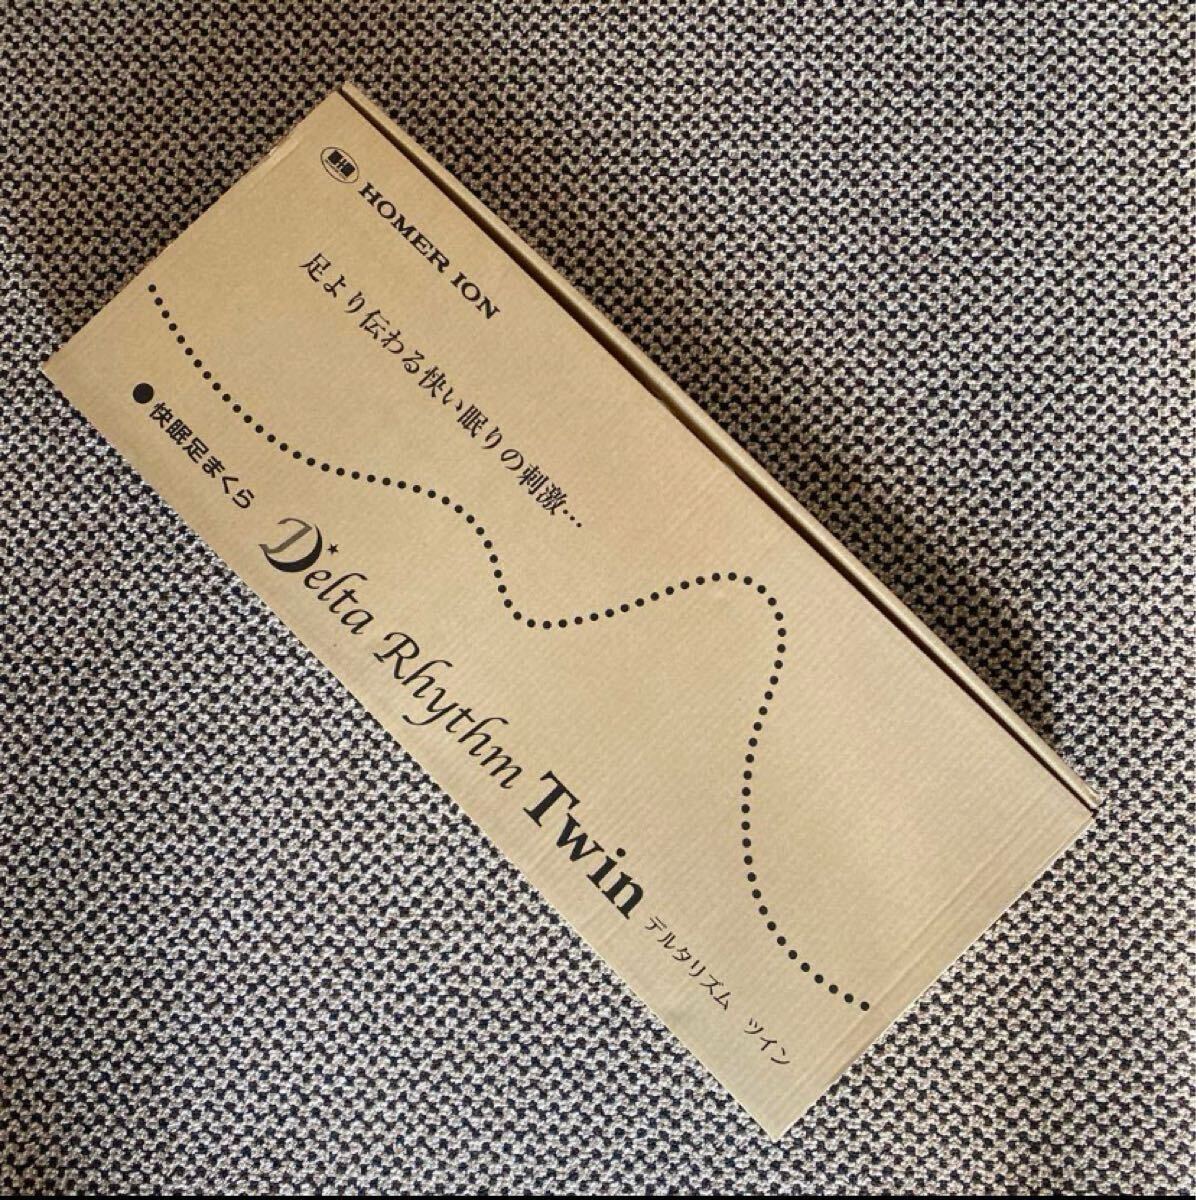 HOMER ION
足より伝わる快い眠りの刺激…
●快眠足まくら
Delta Rhythm Twin デルタリズム ツイン